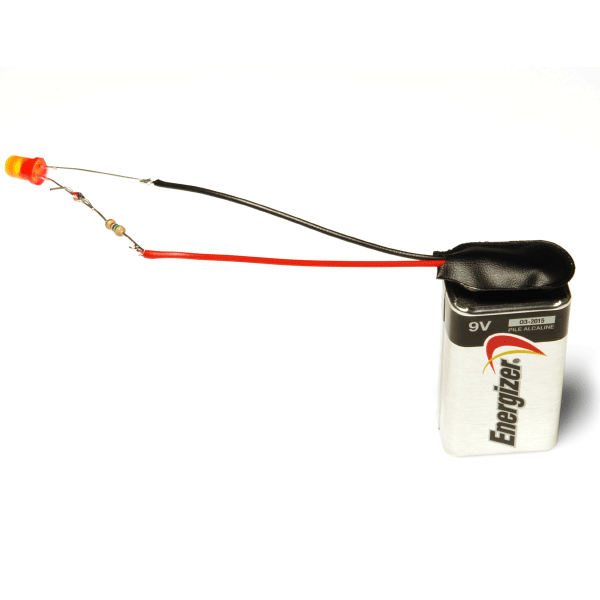 9V
03-2015
PILE ALCALINE
Energizer.